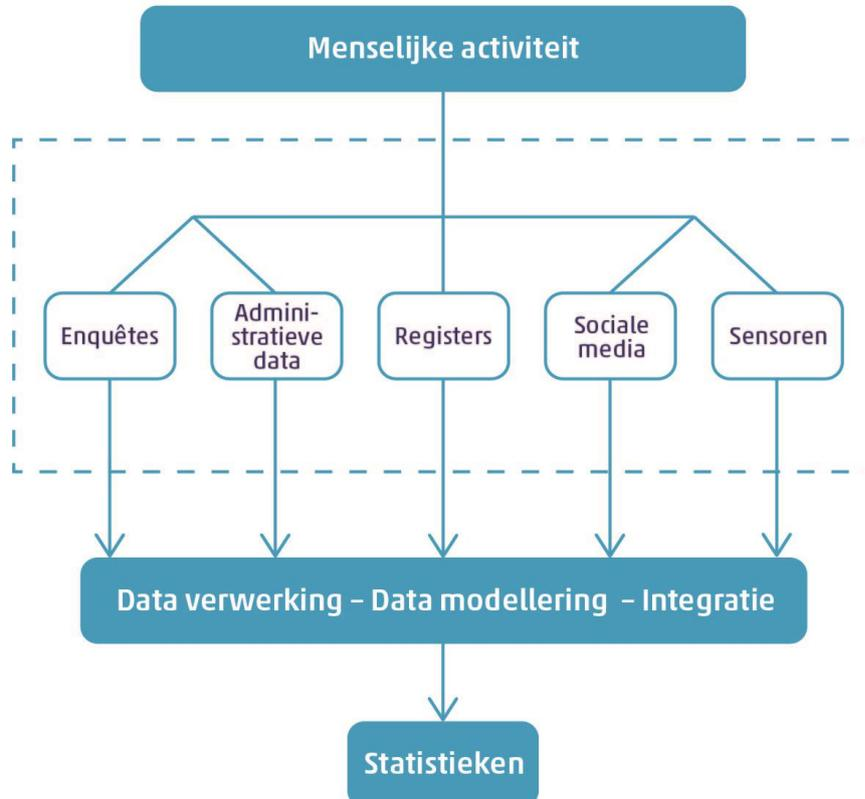 Menselijke activiteit
Enquêtes
Admini-
stratieve
data
Registers
Sociale
media
Sensoren
Data verwerking – Data modellering – Integratie
Statistieken